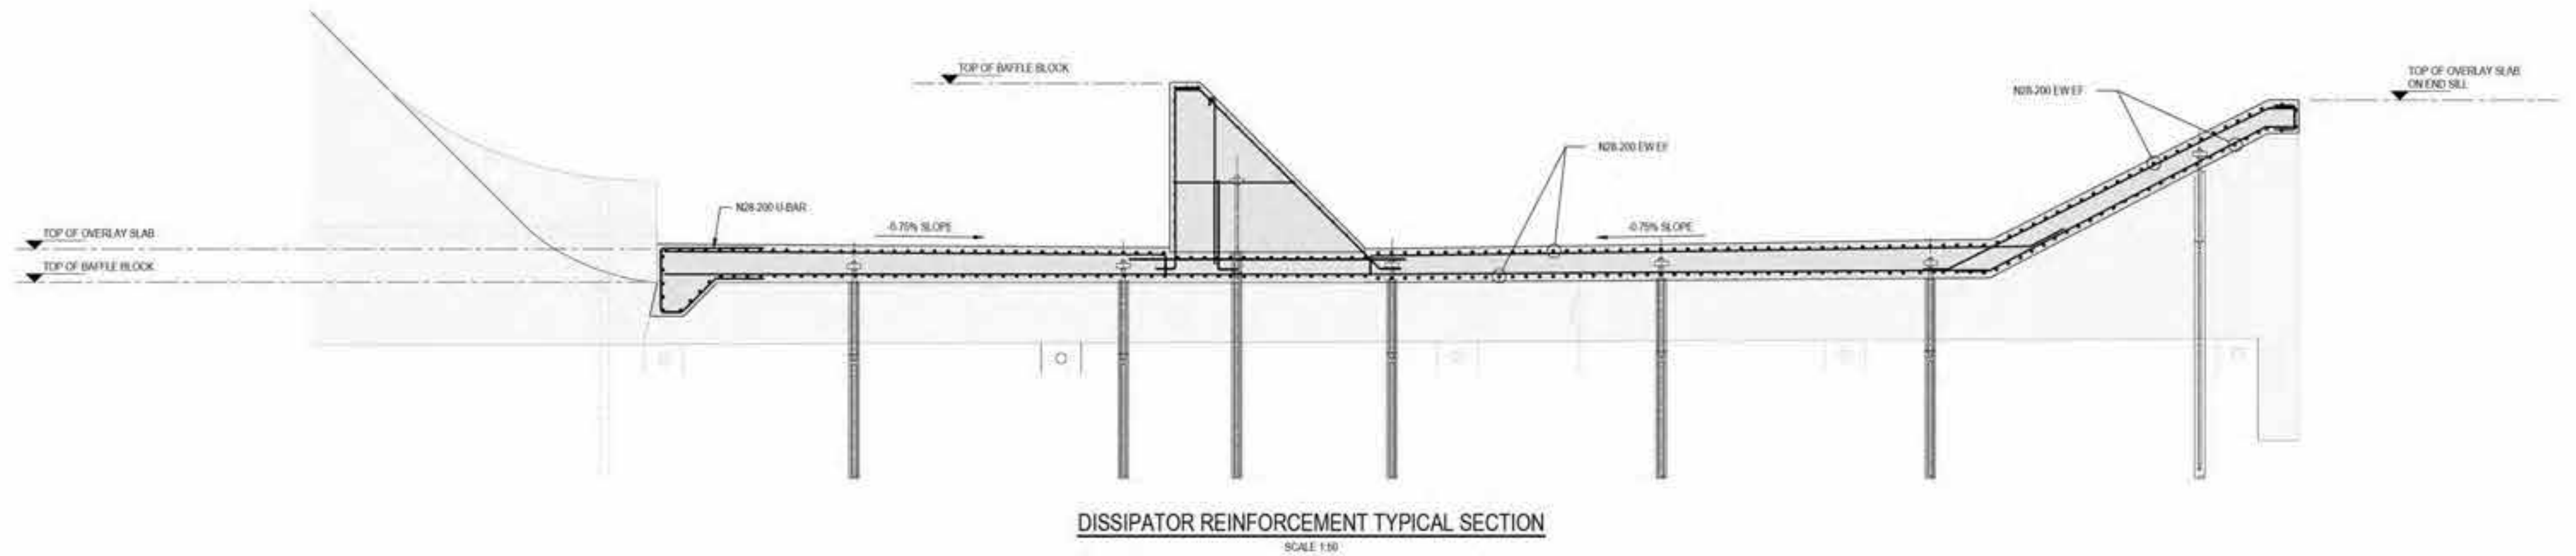 TOP OF BAFFLE BLOCK
TOP OF OVERLAY SLAB
ON END SILL
N28-200 EW EF
N28-200 EW EF
N28-200 U-BAR
-0.75% SLOPE
-0.75% SLOPE
TOP OF OVERLAY SLAB
TOP OF BAFFLE BLOCK
DISSIPATOR REINFORCEMENT TYPICAL SECTION
SCALE 1:50